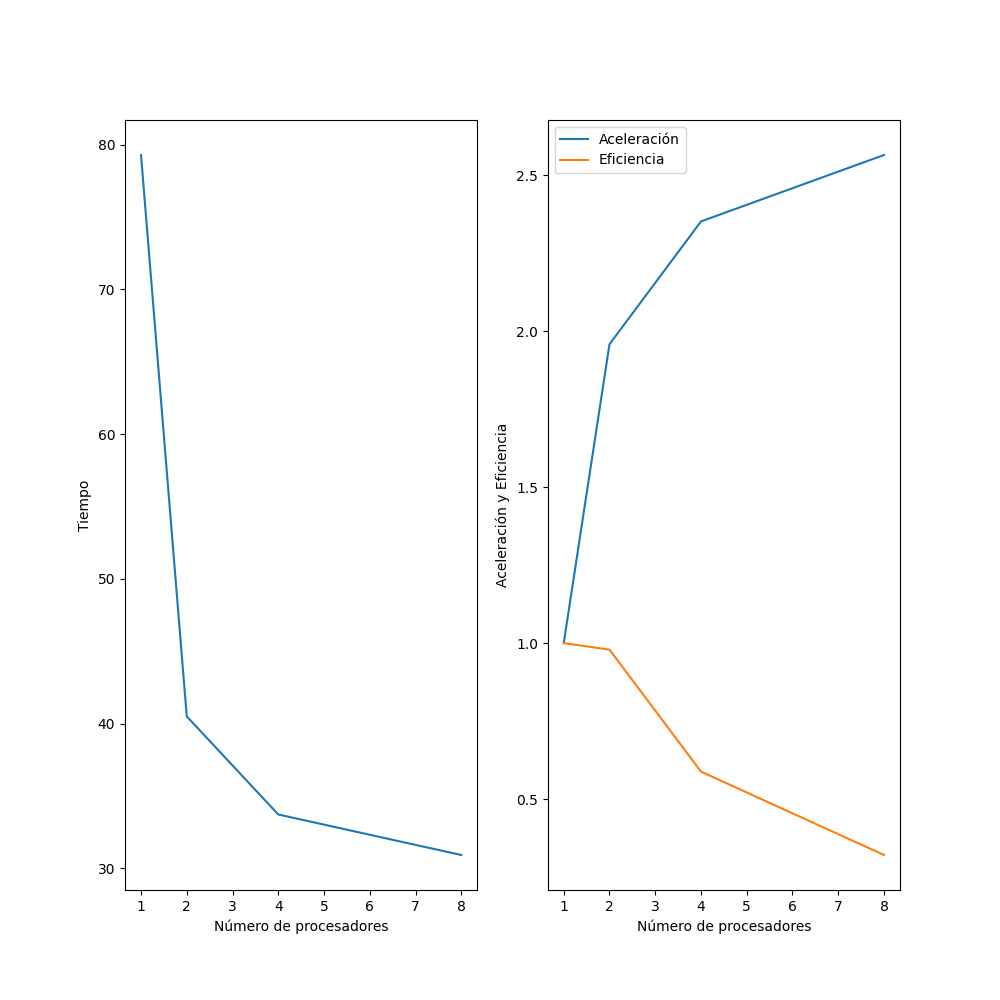 80
70
60
50
40
30
Tiempo
1 2 3 4 5 6 7 8
Número de procesadores
Aceleración
Eficiencia
2.5
2.0
1.5
1.0
0.5
Aceleración y Eficiencia
1 2 3 4 5 6 7 8
Número de procesadores